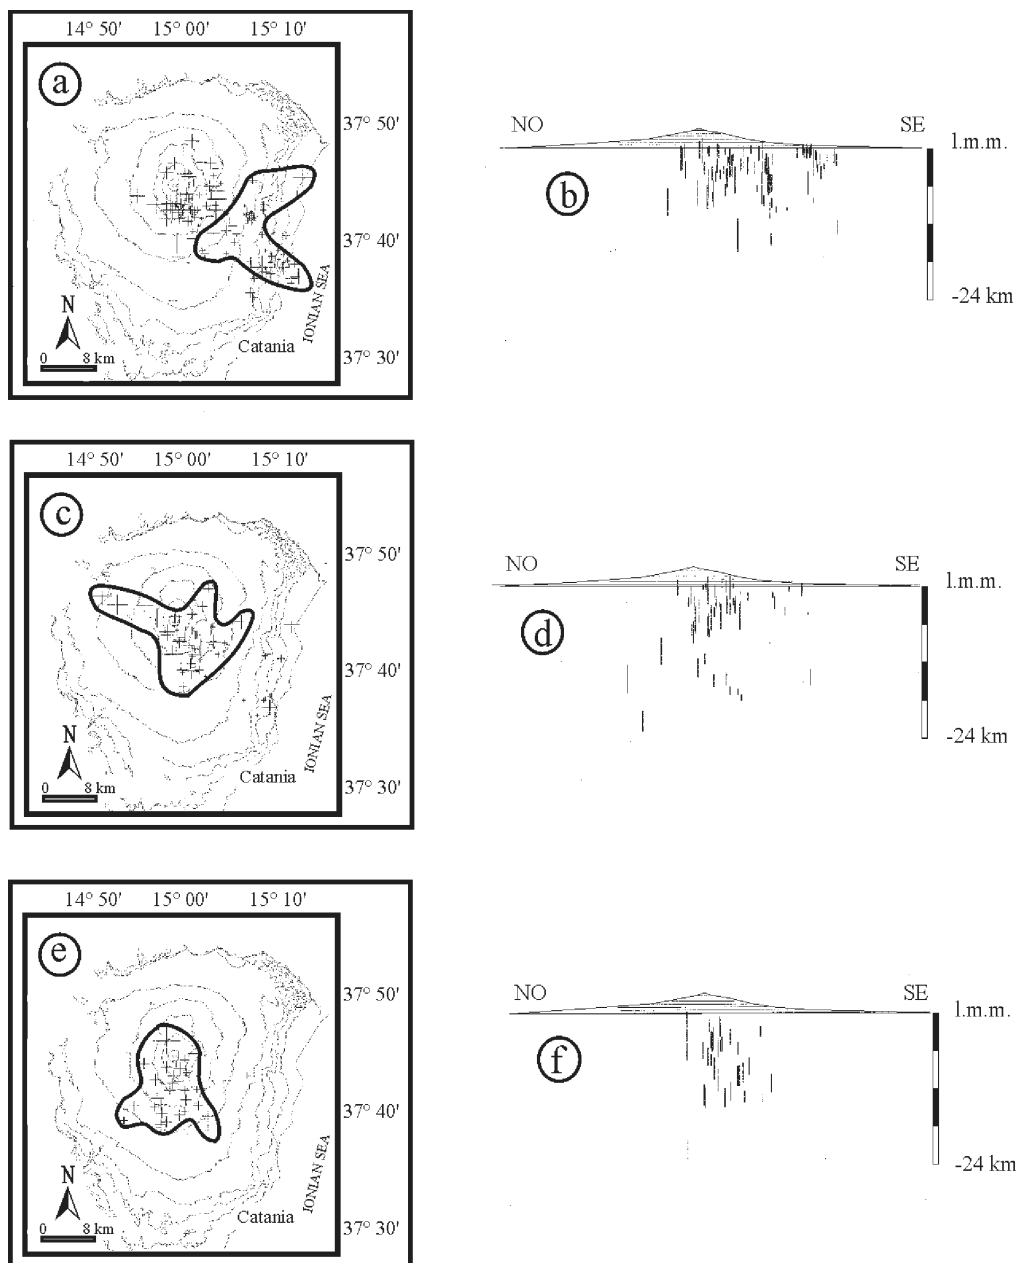 14° 50' 15° 00' 15° 10'
a
37° 50'
37° 40'
IONIAN SEA
N
Catania
0 8 km
37° 30'
NO SE
l.m.m.
b
-24 km
14° 50' 15° 00' 15° 10'
c
37° 50'
37° 40'
IONIAN SEA
N
Catania
0 8 km
37° 30'
NO SE
l.m.m.
d
-24 km
14° 50' 15° 00' 15° 10'
e
37° 50'
37° 40'
IONIAN SEA
N
Catania
0 8 km
37° 30'
NO SE
l.m.m.
f
-24 km